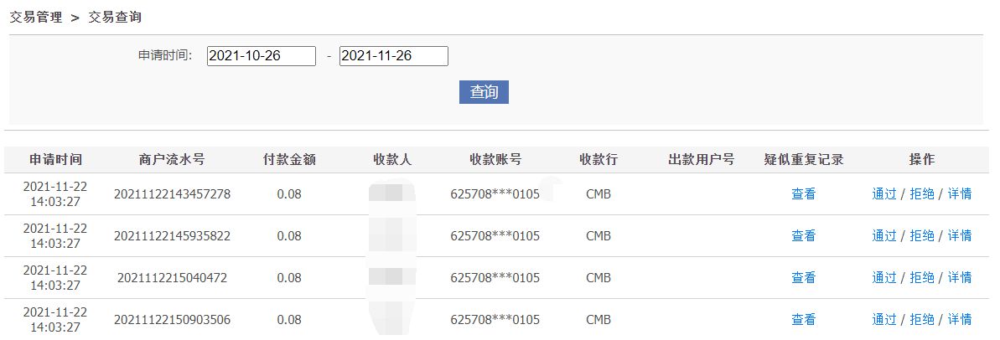 交易管理 > 交易查询
申请时间: 2021-10-26 - 2021-11-26
查询
申请时间 商户流水号 付款金额 收款人 收款账号 收款行 出款用户号 疑似重复记录 操作
2021-11-22
14:03:27 20211122143457278 0.08 625708***0105 CMB 查看 通过 / 拒绝 / 详情
2021-11-22
14:03:27 20211122145935822 0.08 625708***0105 CMB 查看 通过 / 拒绝 / 详情
2021-11-22
14:03:27 2021112215040472 0.08 625708***0105 CMB 查看 通过 / 拒绝 / 详情
2021-11-22
14:03:27 20211122150903506 0.08 625708***0105 CMB 查看 通过 / 拒绝 / 详情